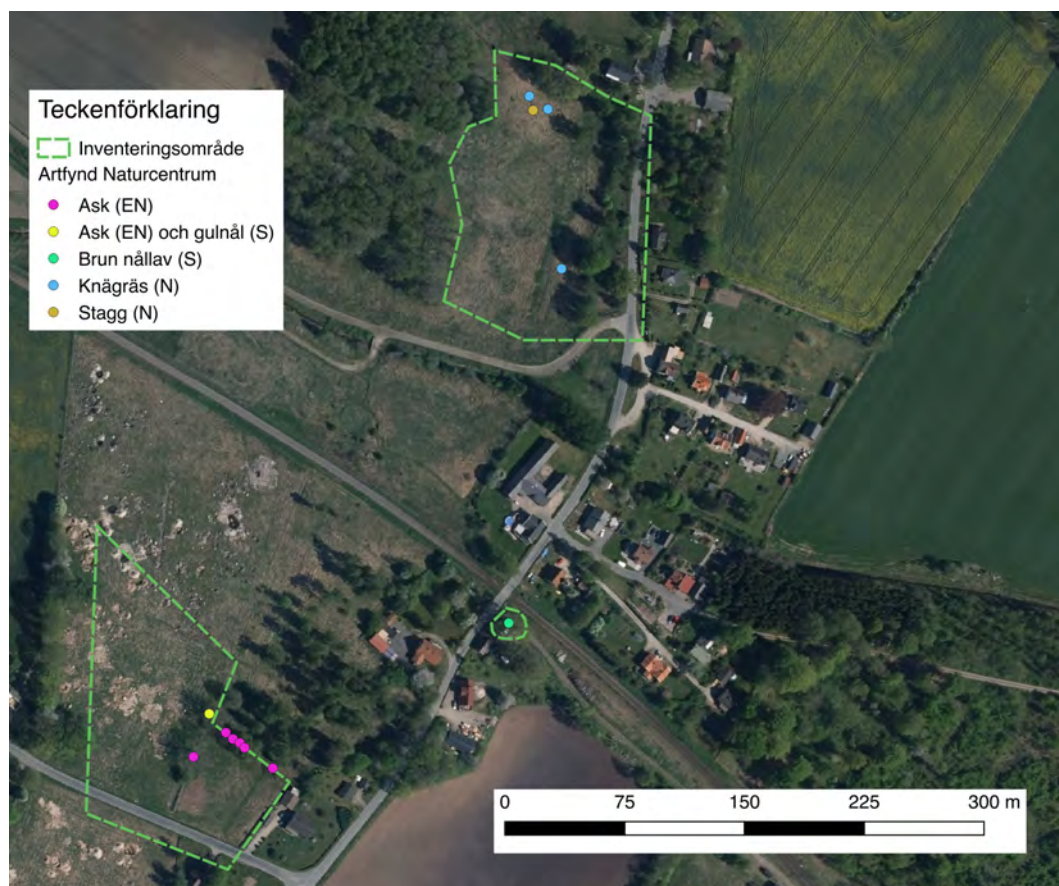 Teckenförklaring
Inventeringsområde
Artfynd Naturcentrum
Ask (EN)
Ask (EN) och gulnål (S)
Brun nållav (S)
Knägräs (N)
Stagg (N)
0 75 150 225 300 m